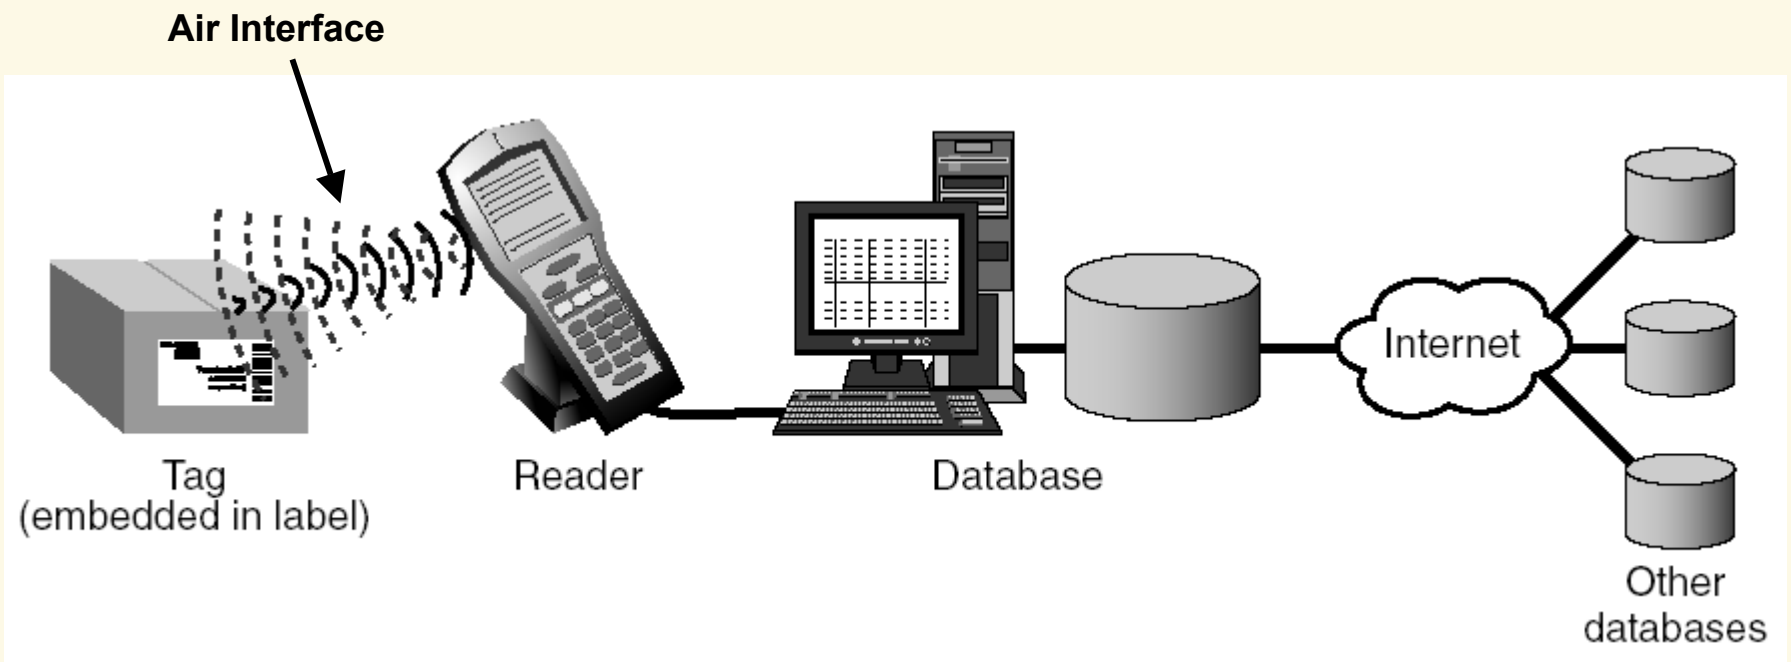 Air Interface
Internet
Tag
(embedded in label)
Reader
Database
Other
databases